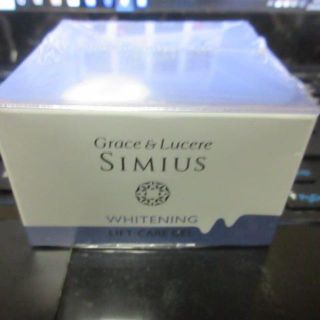 Grace & Lucere
SIMIUS
WHITENING
LIFT CARE GEL